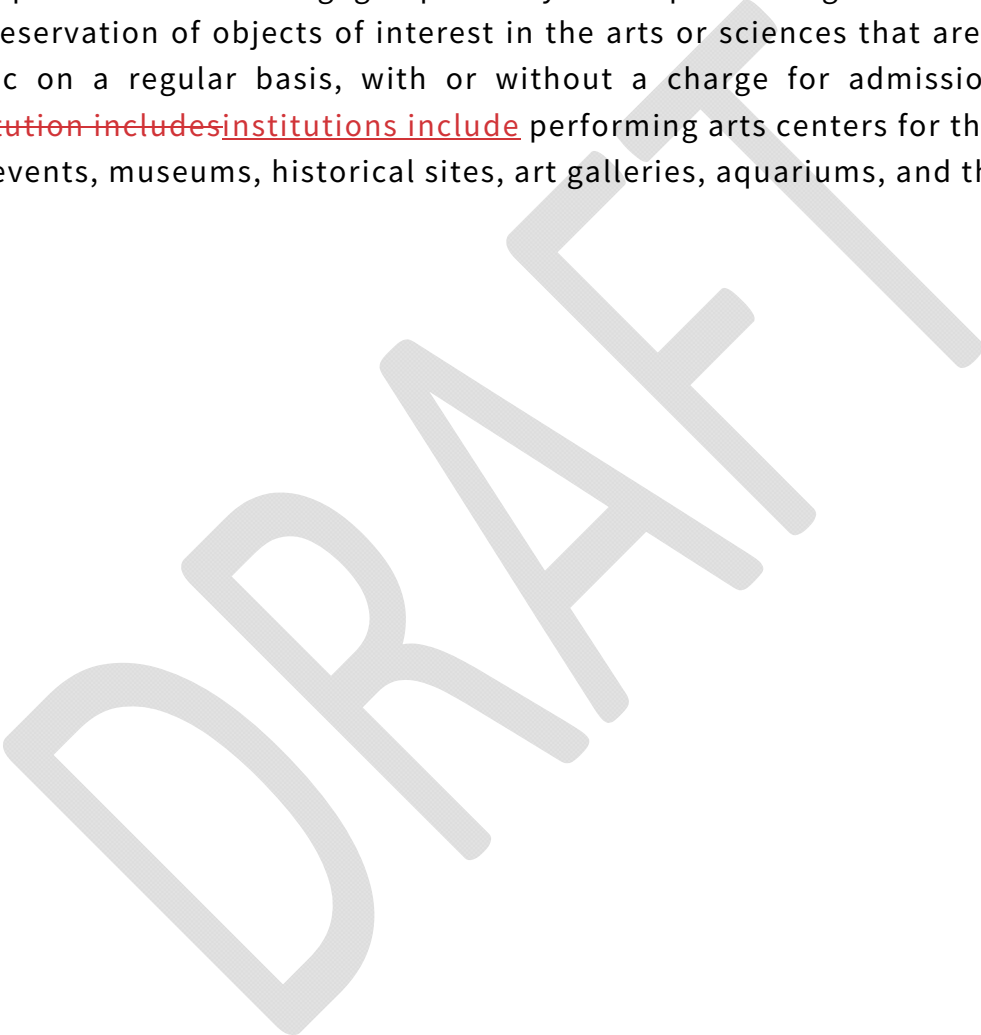 eservation of objects of interest in the arts or sciences that are
c on a regular basis, with or without a charge for admissio
tution includesinstitutions include performing arts centers for th
events, museums, historical sites, art galleries, aquariums, and th
DRAFT